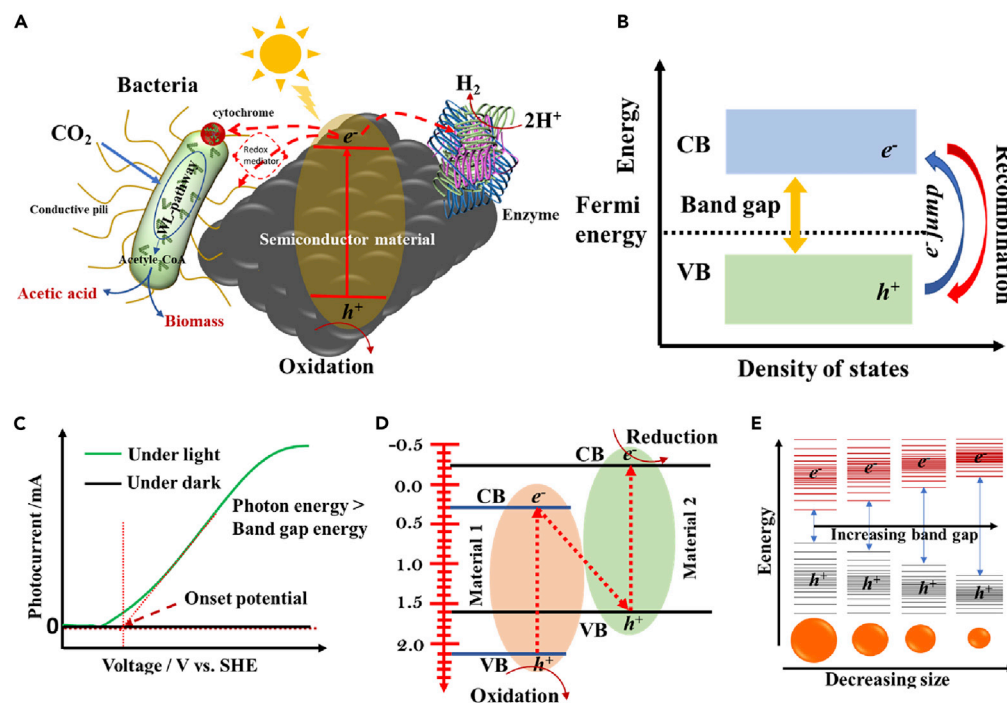 A
Bacteria
cytochrome
CO2
Redox
mediator
e-
H2
2H+
WL-pathway
Conductive pili
Enzyme
Semiconductor material
Acetyle CoA
Acetic acid
Biomass
h+
Oxidation
B
Energy
CB
e-
Fermi
energy
Band gap
e- jump
Recombination
VB
h+
Density of states
C
Photocurrent /mA
Under light
Under dark
Photon energy >
Band gap energy
Onset potential
0
Voltage / V vs. SHE
D
-0.5
0.0
0.5
1.0
1.5
2.0
CB
e-
Reduction
CB
e-
Material 1
Material 2
VB
h+
VB
h+
Oxidation
E
Eenergy
e-
e-
e-
e-
Increasing band gap
h+
h+
h+
h+
Decreasing size